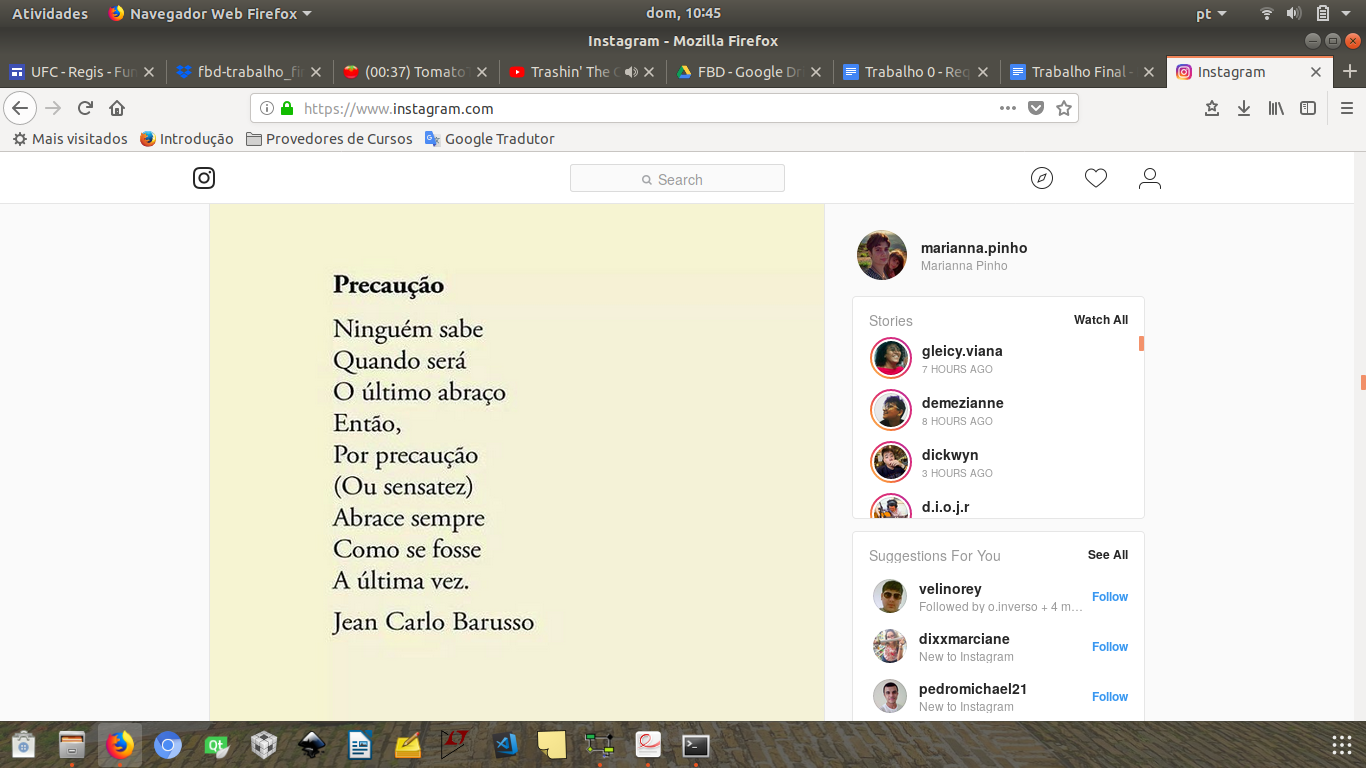 Atividades
Navegador Web Firefox
dom, 10:45
pt
Instagram - Mozilla Firefox
UFC - Regis - Fun
fbd-trabalho_fi
(00:37) Tomato
Trashin' The
FBD - Google Dri
Trabalho 0 - Req
Trabalho Final -
Instagram
https://www.instagram.com
Mais visitados
Introdução
Provedores de Cursos
Google Tradutor
Search
Precaução
Ninguém sabe
Quando será
O último abraço
Então,
Por precaução
(Ou sensatez)
Abrace sempre
Como se fosse
A última vez.
Jean Carlo Barusso
marianna.pinho
Marianna Pinho
Stories
Watch All
gleicy.viana
7 HOURS AGO
demezianne
8 HOURS AGO
dickwyn
3 HOURS AGO
d.i.o.j.r
Suggestions For You
See All
velinorey
Followed by o.inverso + 4 m…
Follow
dixxmarciane
New to Instagram
Follow
pedromichael21
New to Instagram
Follow